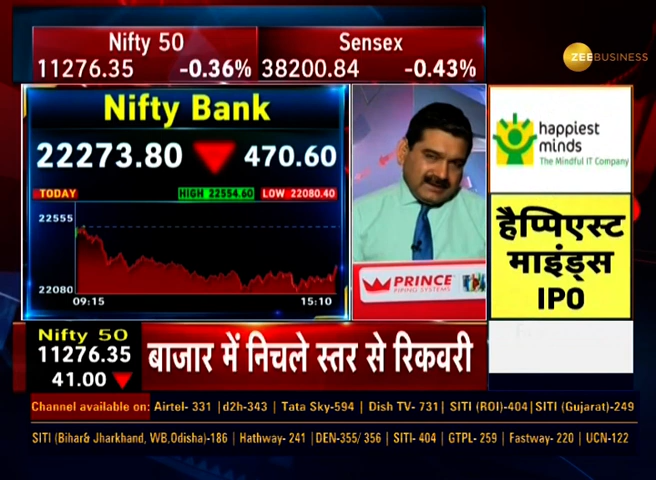 Nifty 50
11276.35 -0.36%
Sensex
38200.84 -0.43%
ZEE BUSINESS
Nifty Bank
22273.80 470.60
TODAY HIGH 22554.60 LOW 22080.40
22555
22080
09:15 15:10
PRINCE
PIPING SYSTEMS
happiest
minds
The Mindful IT Company
हैप्पिएस्ट
माइंड्स
IPO
Nifty 50
11276.35
41.00
बाजार में निचले स्तर से रिकवरी
Channel available on: Airtel- 331 |d2h-343 | Tata Sky-594 | Dish TV- 731| SITI (ROI)-404|SITI (Gujarat)-249
SITI (Bihar& Jharkhand, WB,Odisha)-186 | Hathway- 241 |DEN-355/ 356 | SITI- 404 | GTPL- 259 | Fastway- 220 | UCN-122